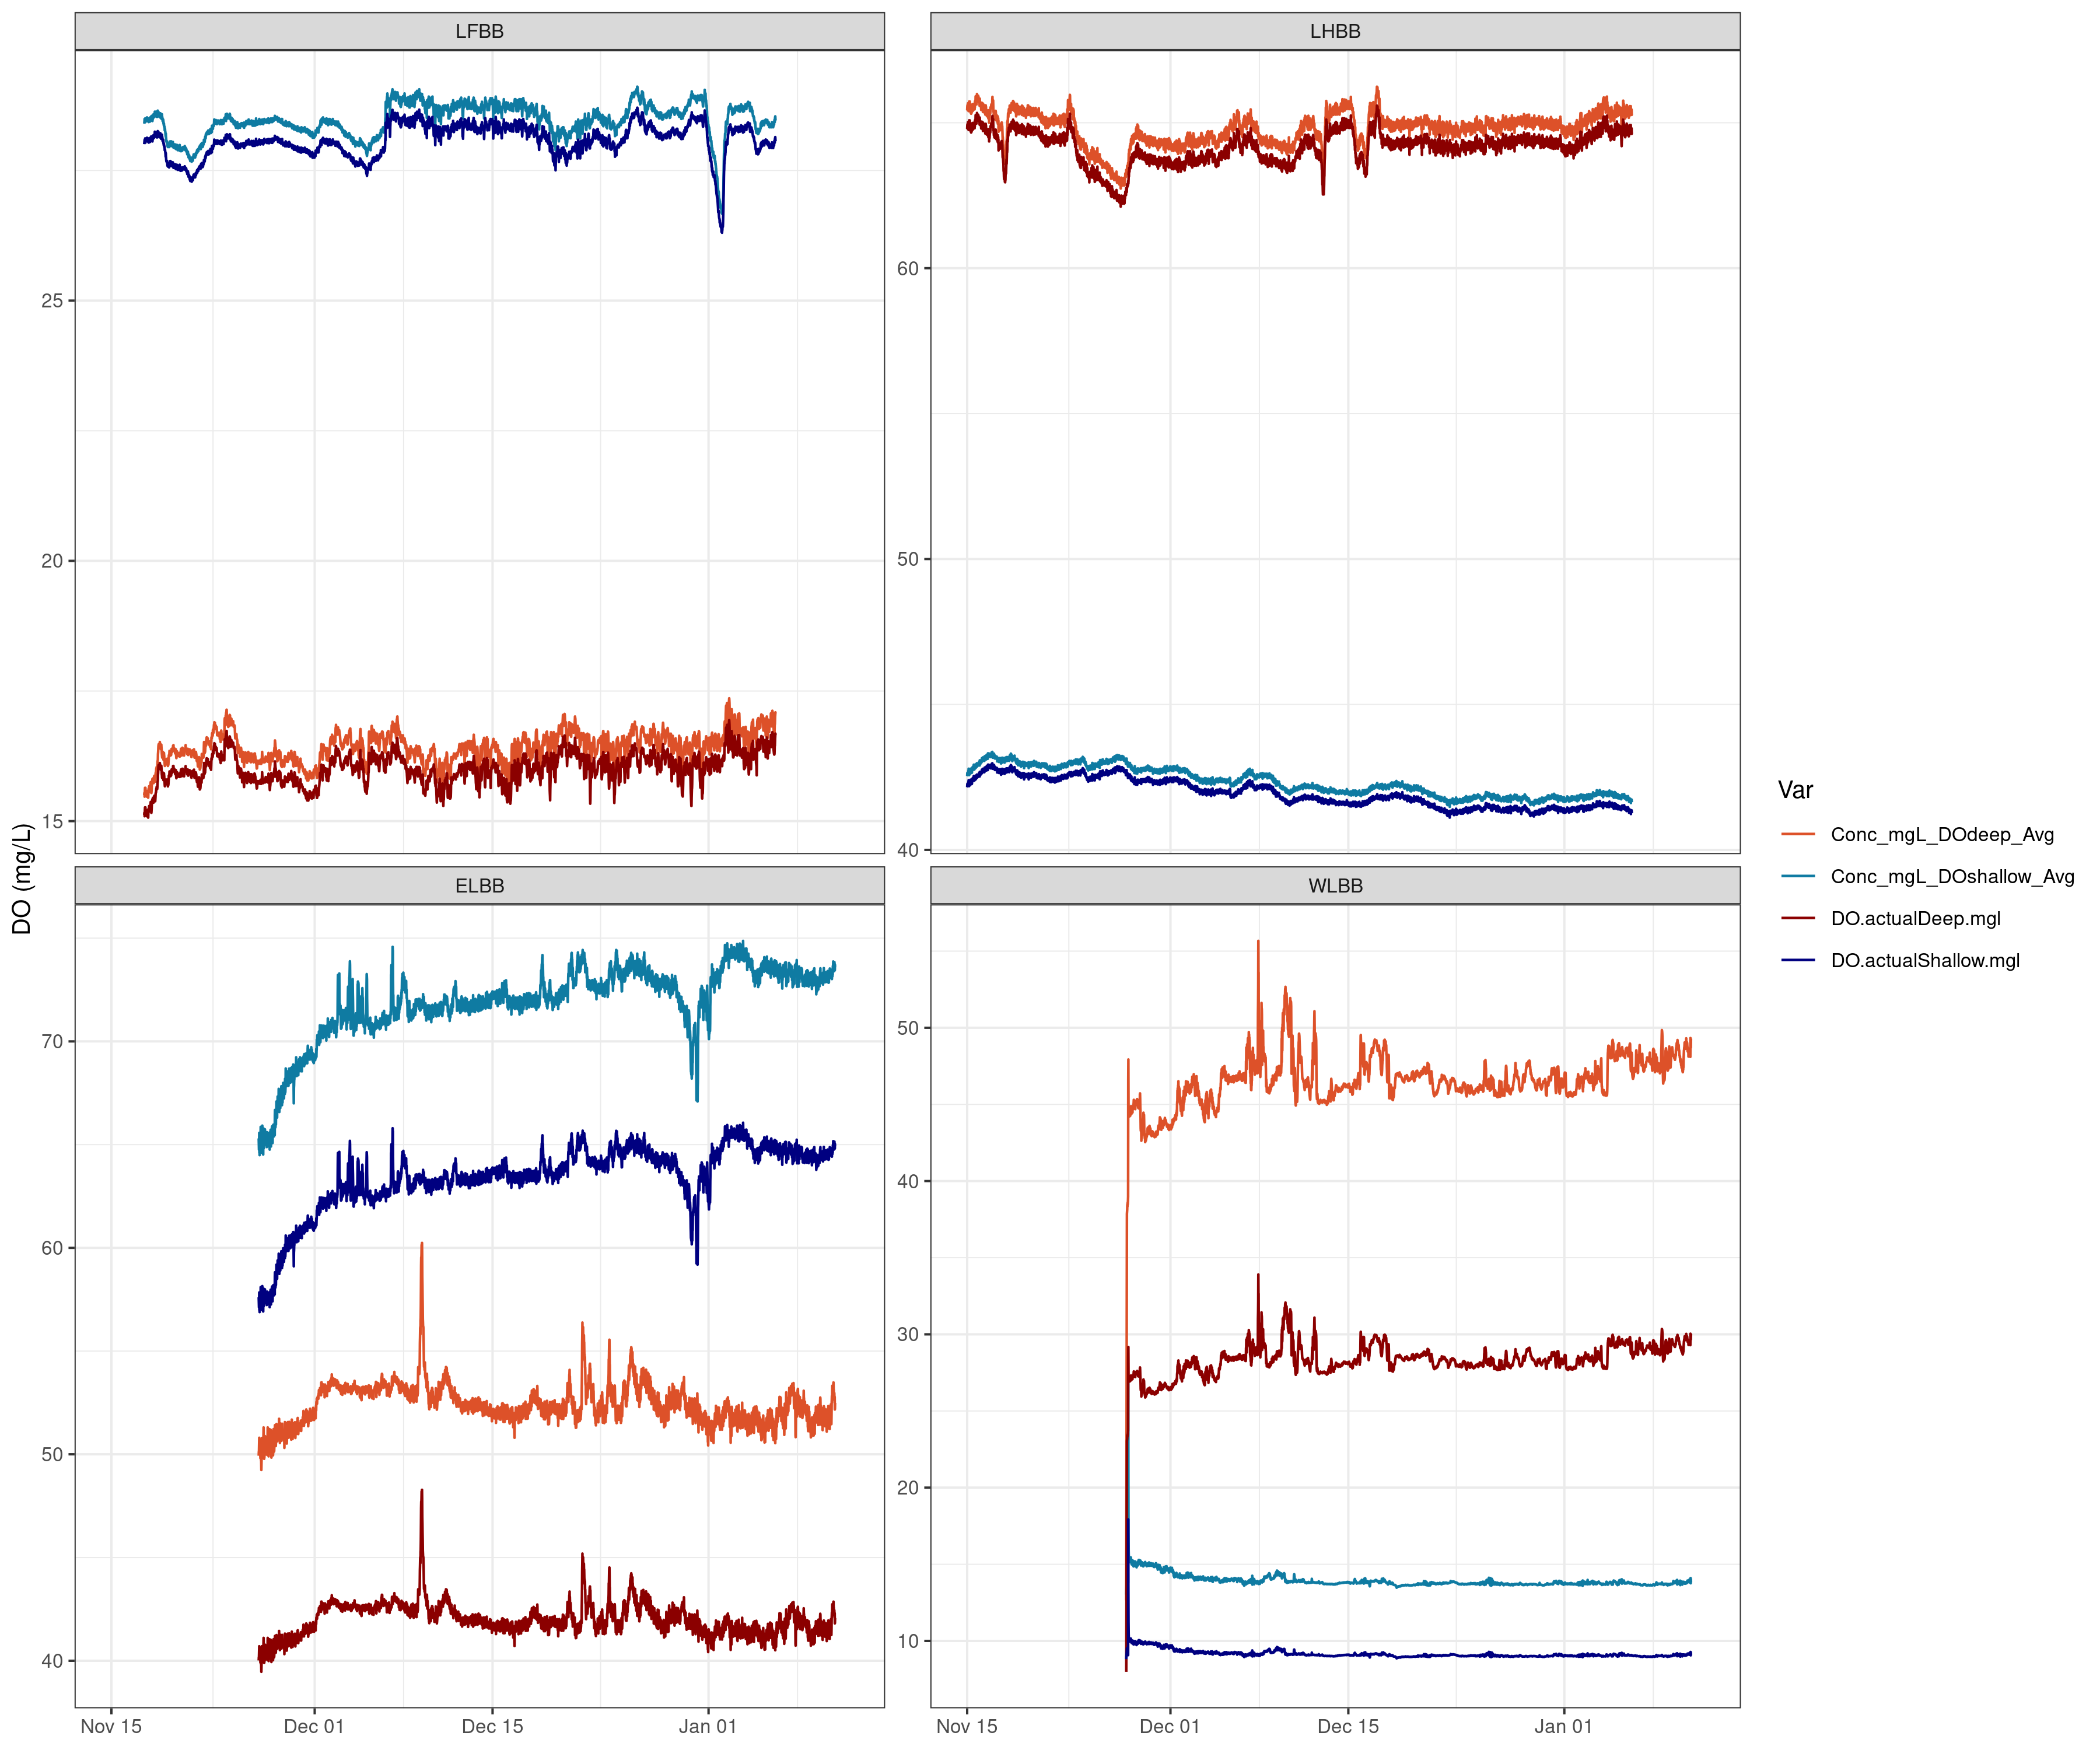 LFBB
LHBB
25
20
15
60
50
40
DO (mg/L)
ELBB
WLBB
70
60
50
40
50
40
30
20
10
Nov 15
Dec 01
Dec 15
Jan 01
Nov 15
Dec 01
Dec 15
Jan 01
Var
Conc_mgL_DOdeep_Avg
Conc_mgL_DOshallow_Avg
DO.actualDeep.mgl
DO.actualShallow.mgl